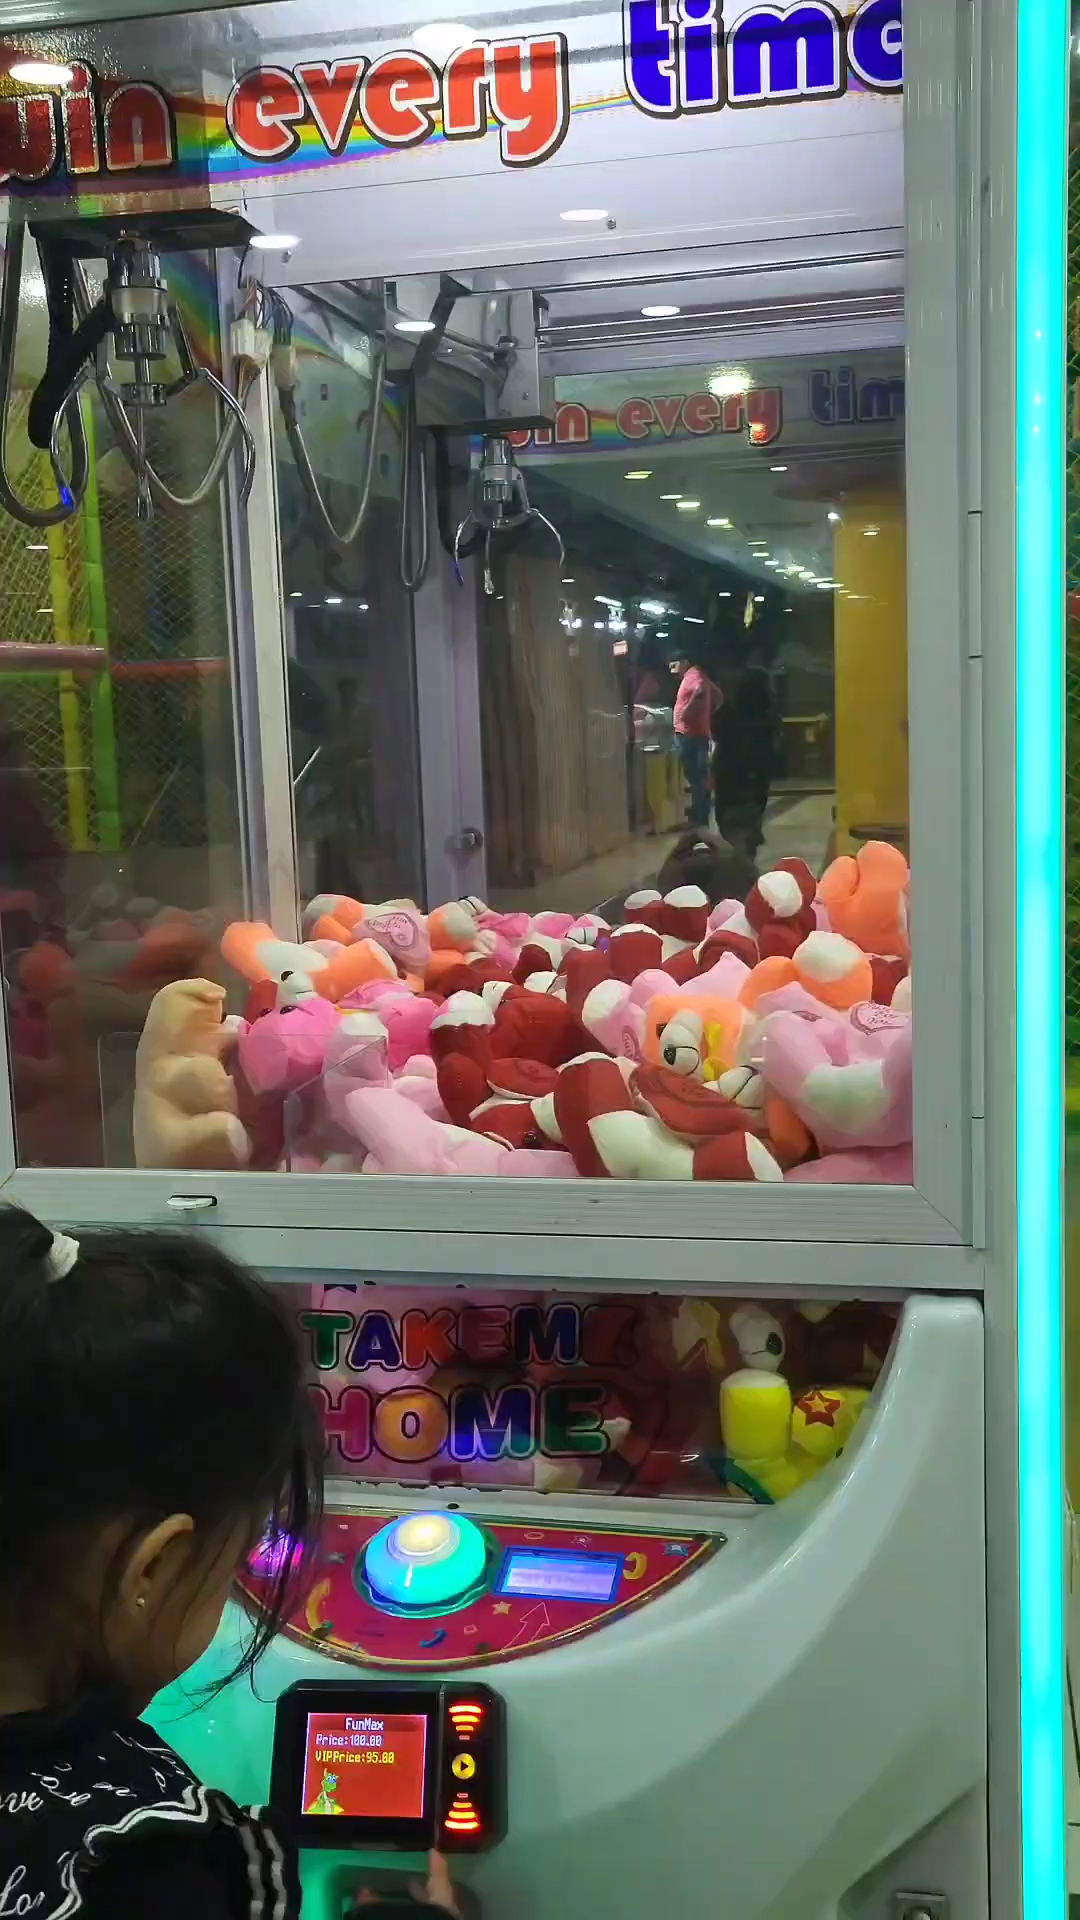 win every time
win every tim
TAKE ME
HOME
FunMax
Price:100.00
VIPPrice:95.00